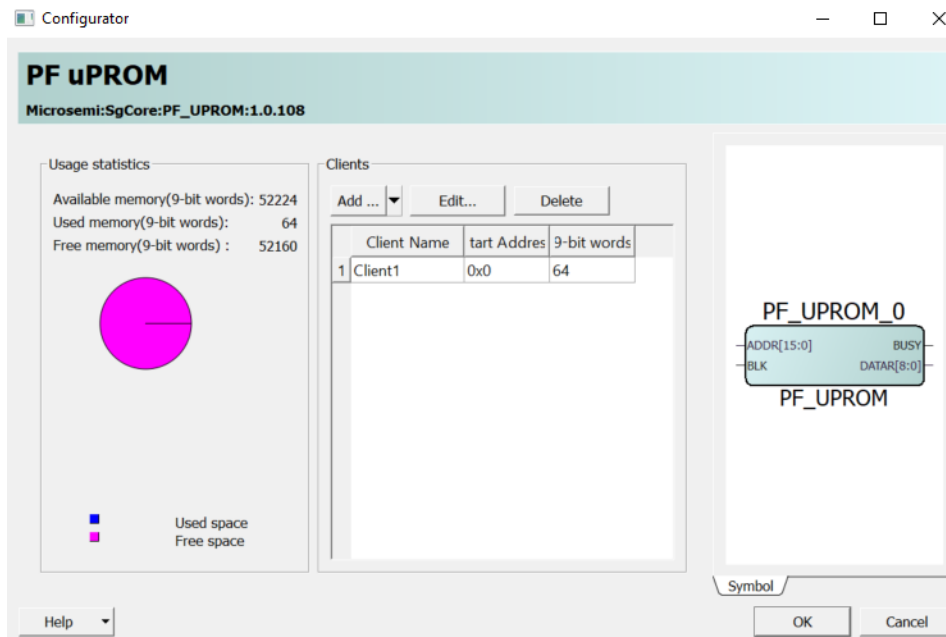 Configurator
PF uPROM
Microsemi:SgCore:PF_UPROM:1.0.108
Usage statistics
Available memory(9-bit words): 52224
Used memory(9-bit words): 64
Free memory(9-bit words) : 52160
Used space
Free space
Clients
Add ... Edit... Delete
Client Name tart Addres 9-bit words
1 Client1 0x0 64
PF_UPROM_0
ADDR[15:0] BUSY
BLK DATAR[8:0]
PF_UPROM
Symbol
Help OK Cancel